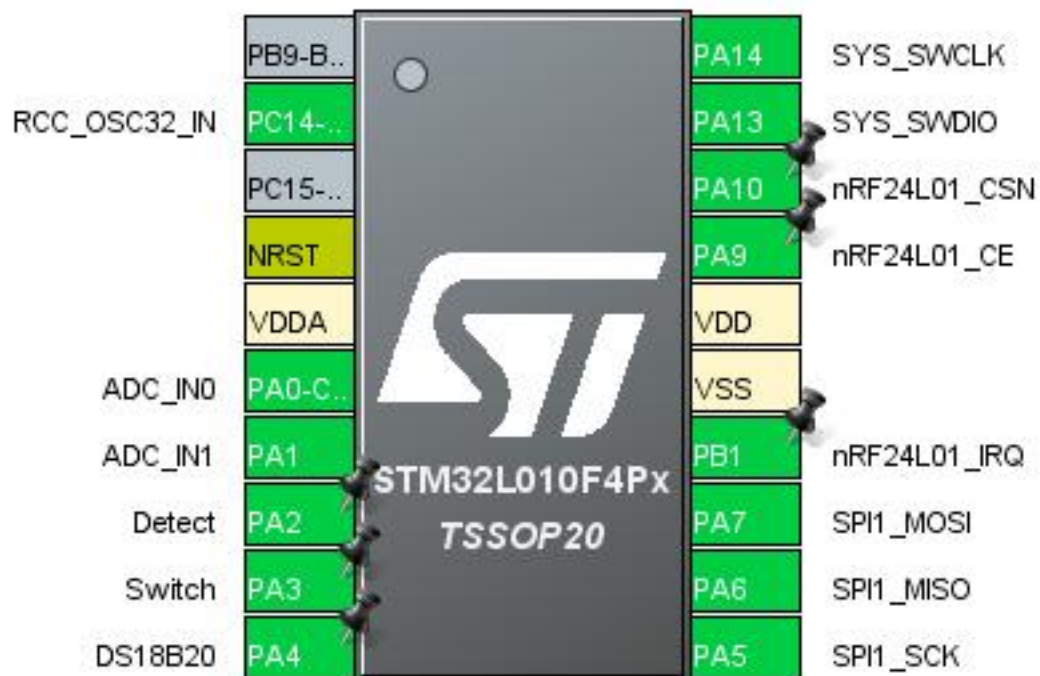 PB9-B.. PA14 SYS_SWCLK
RCC_OSC32_IN PC14-.. PA13 SYS_SWDIO
PC15-.. PA10 nRF24L01_CSN
NRST PA9 nRF24L01_CE
VDDA VDD
ADC_IN0 PA0-C.. VSS
ADC_IN1 PA1 PB1 nRF24L01_IRQ
STM32L010F4Px
Detect PA2 PA7 SPI1_MOSI
TSSOP20
Switch PA3 PA6 SPI1_MISO
DS18B20 PA4 PA5 SPI1_SCK